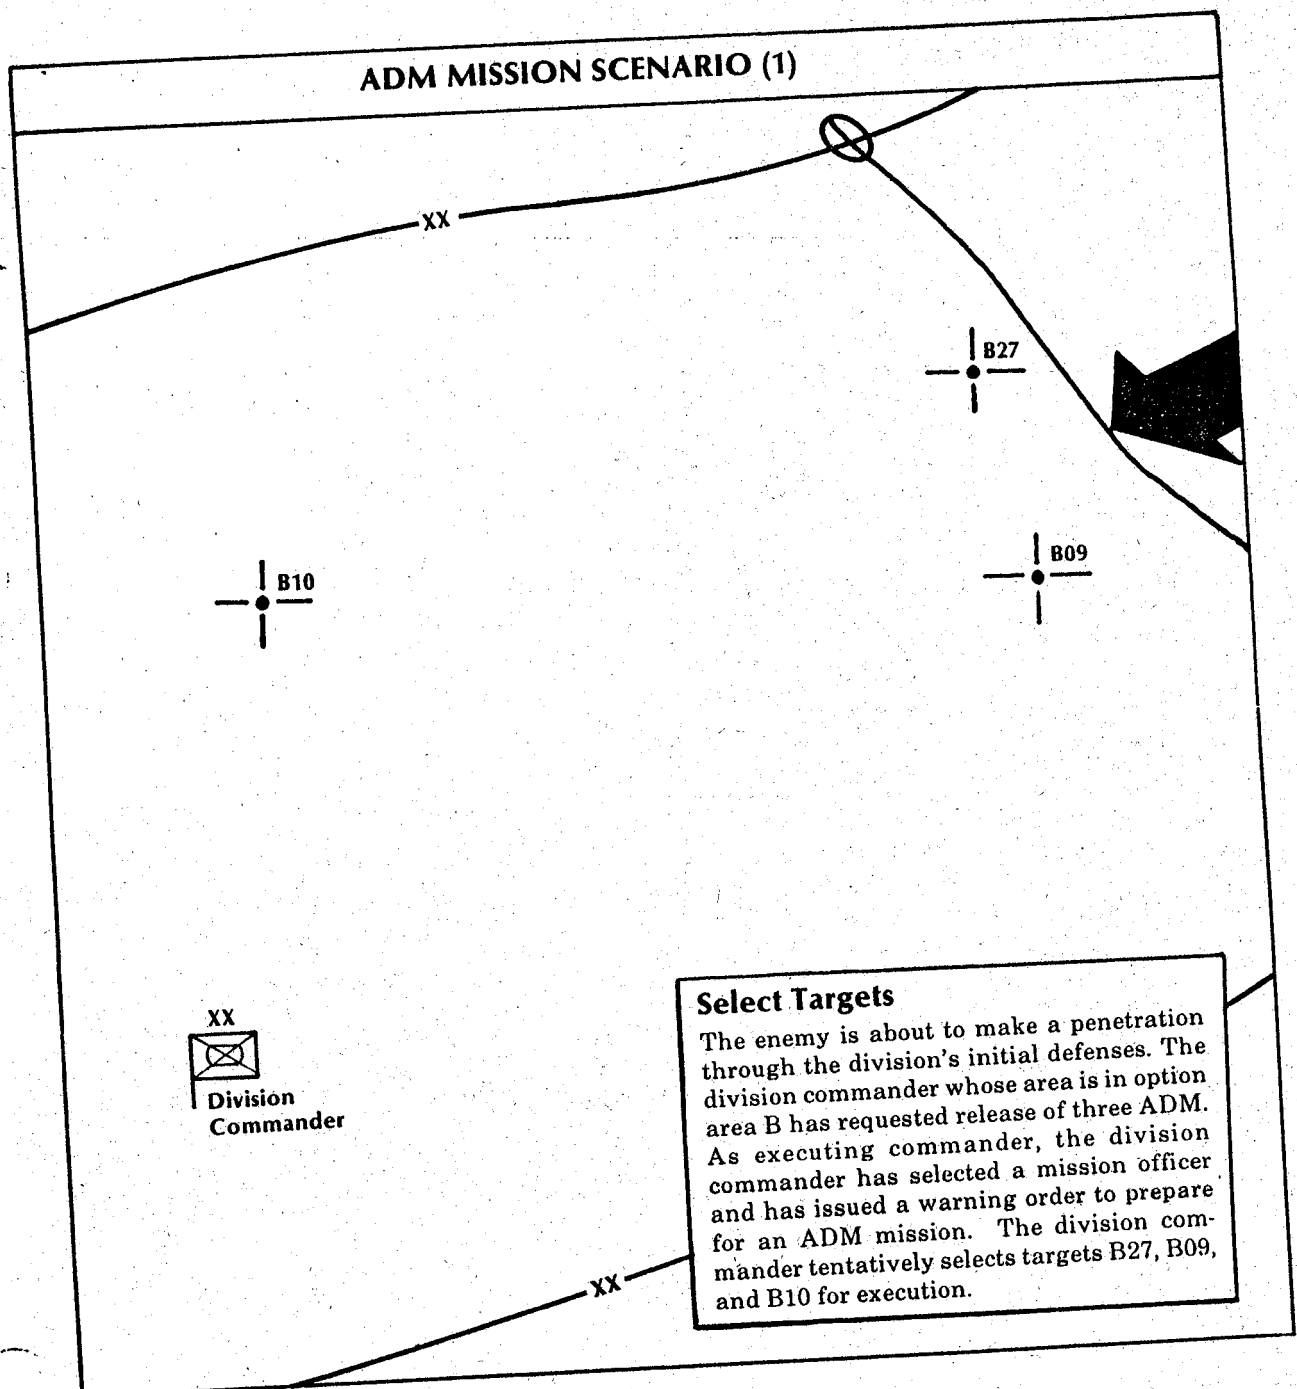 ADM MISSION SCENARIO (1)
XX
B27
B09
B10
XX
Division
Commander
Select Targets
The enemy is about to make a penetration
through the division's initial defenses. The
division commander whose area is in option
area B has requested release of three ADM.
As executing commander, the division
commander has selected a mission officer
and has issued a warning order to prepare
for an ADM mission. The division com-
mander tentatively selects targets B27, B09,
and B10 for execution.
XX